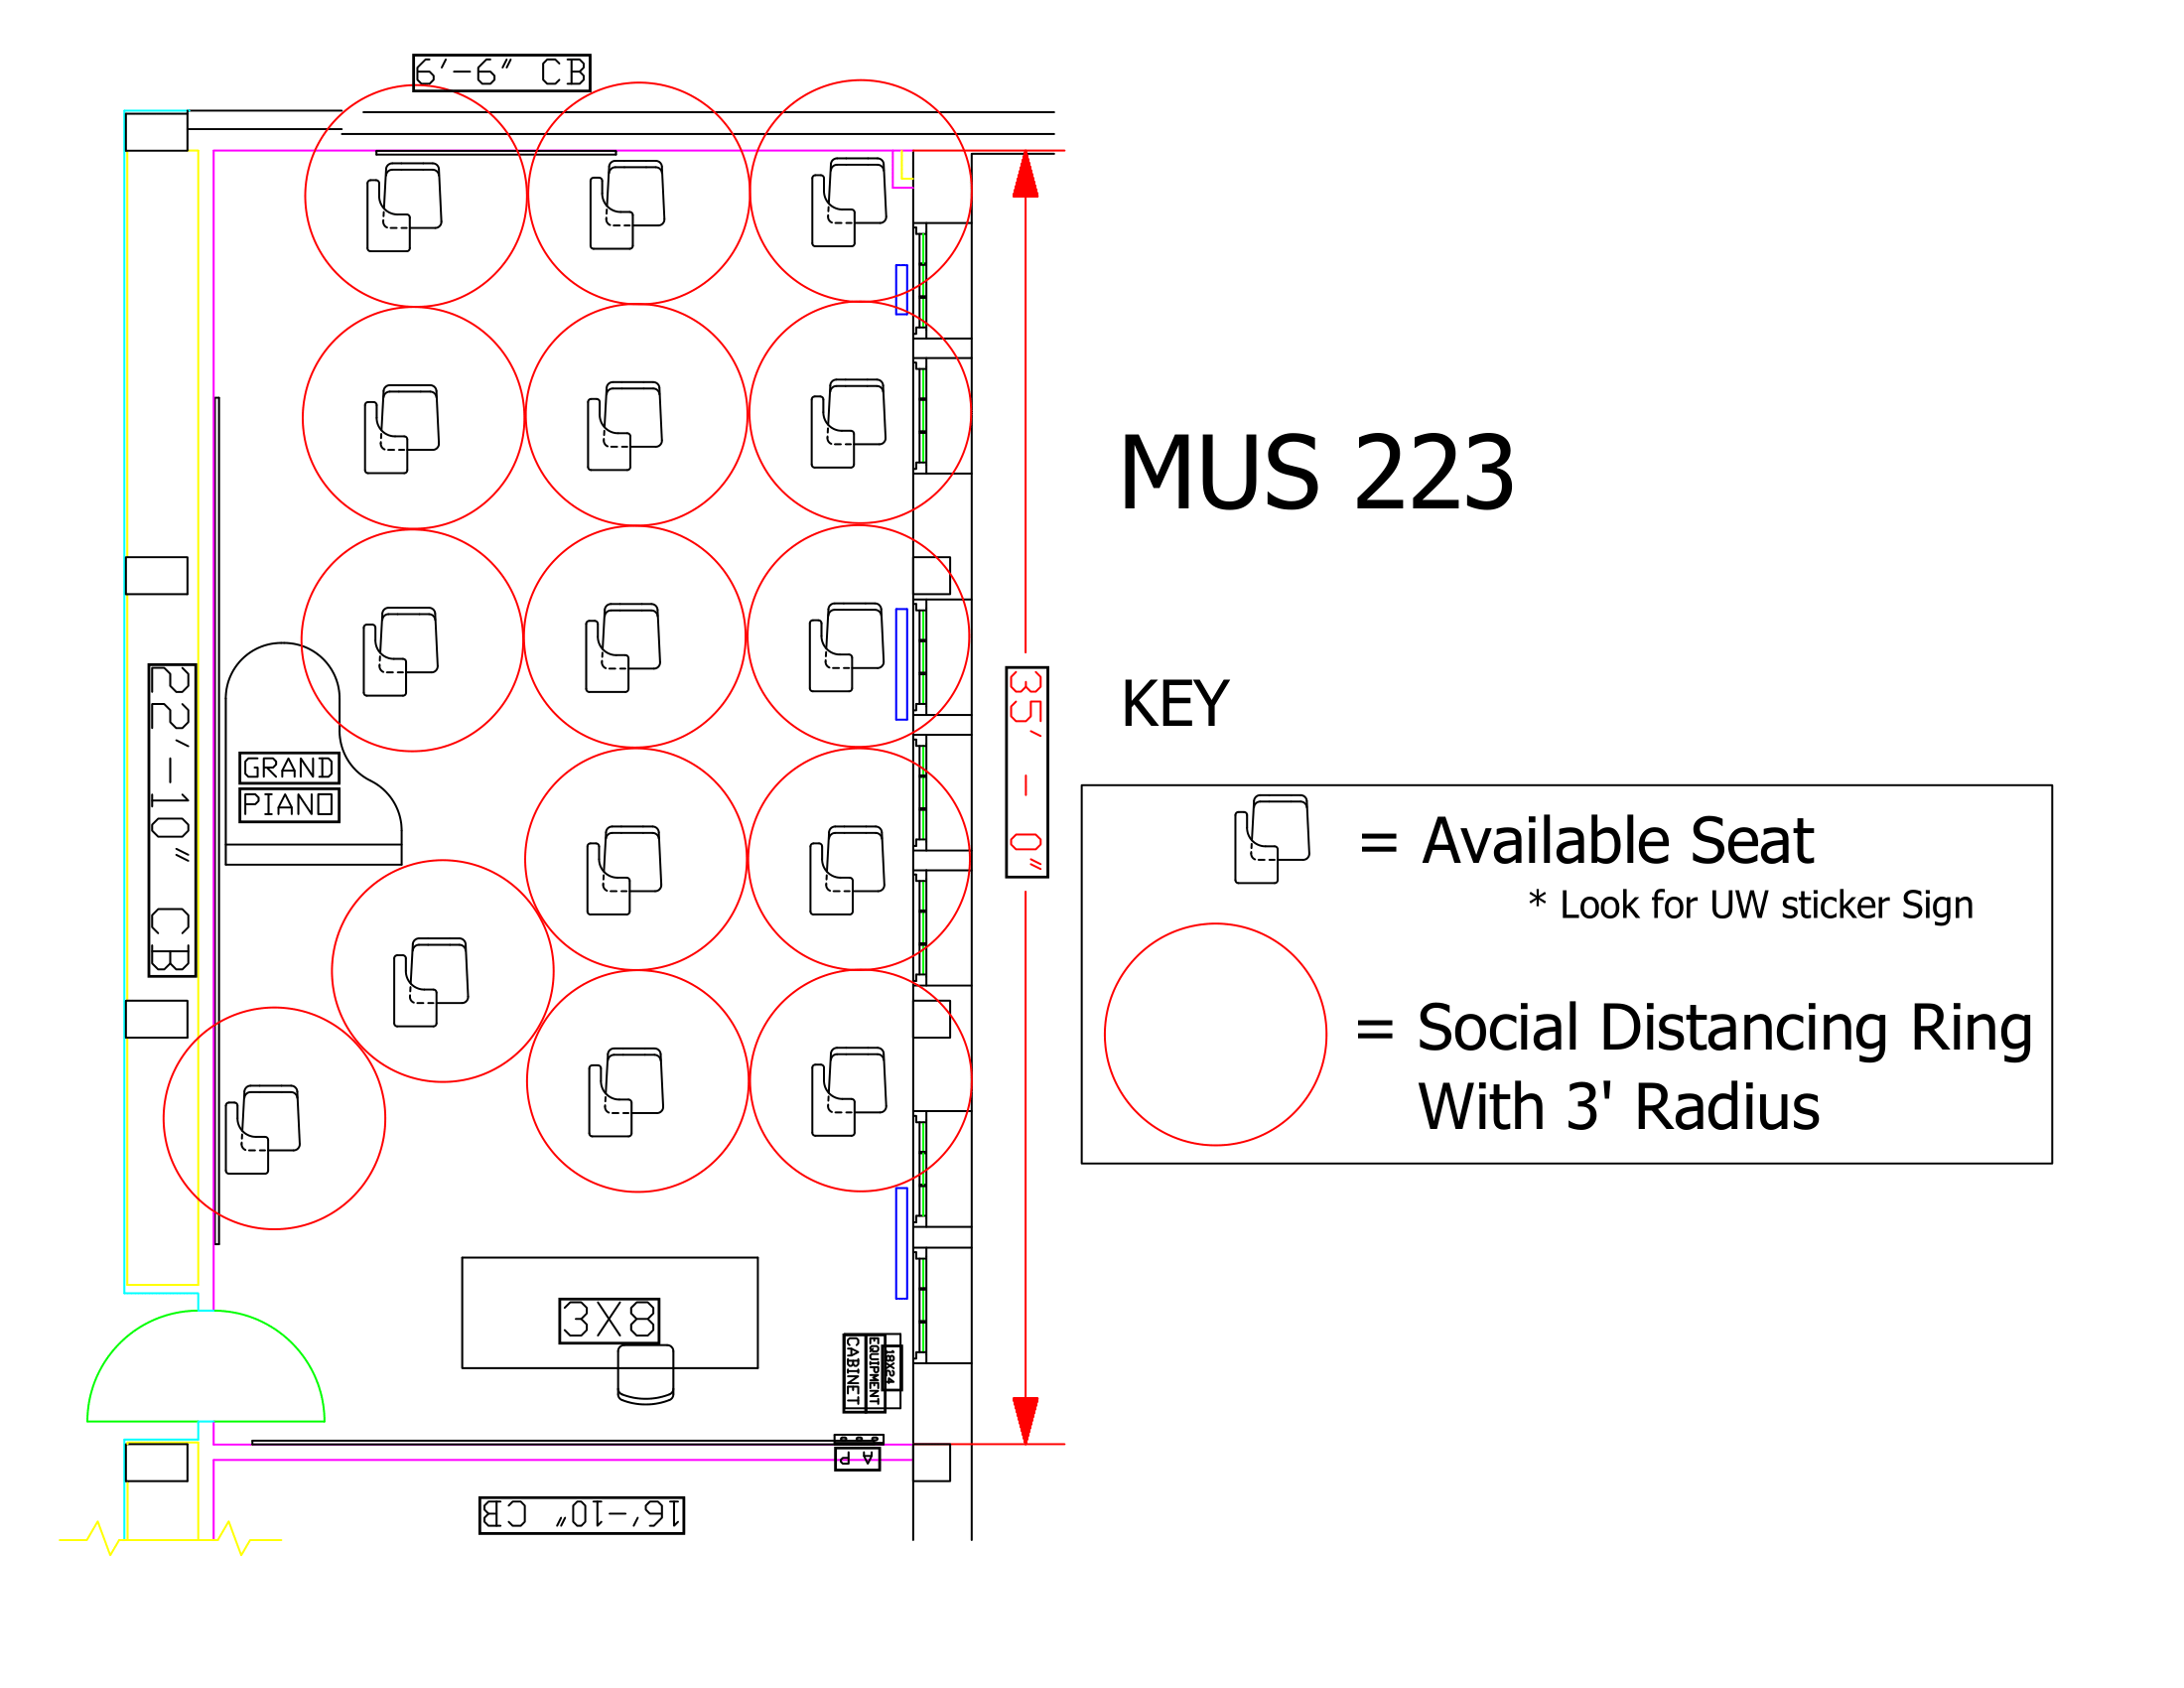 6'-6" CB
MUS 223
KEY
35' - 0"
22'-10" CB
GRAND
PIANO
= Available Seat
* Look for UW sticker Sign
= Social Distancing Ring
With 3' Radius
3X8
18X24
EQUIPMENT
CABINET
AP
16'-10" CB